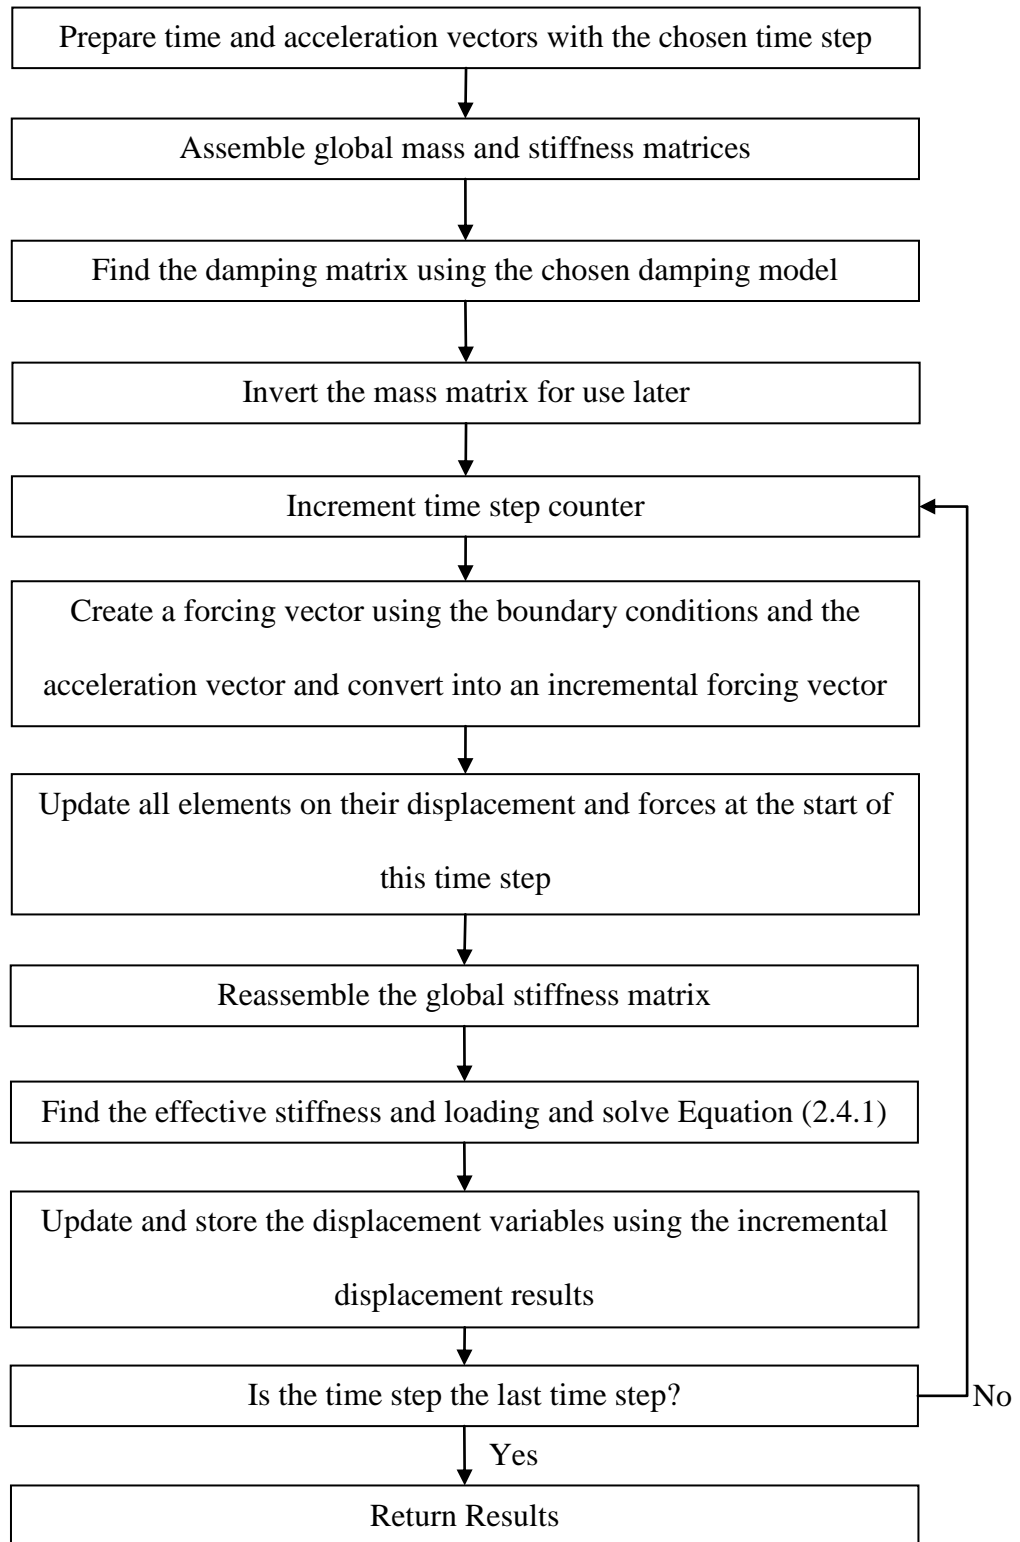 Prepare time and acceleration vectors with the chosen time step
Assemble global mass and stiffness matrices
Find the damping matrix using the chosen damping model
Invert the mass matrix for use later
Increment time step counter
Create a forcing vector using the boundary conditions and the
acceleration vector and convert into an incremental forcing vector
Update all elements on their displacement and forces at the start of
this time step
Reassemble the global stiffness matrix
Find the effective stiffness and loading and solve Equation (2.4.1)
Update and store the displacement variables using the incremental
displacement results
Is the time step the last time step?
No
Yes
Return Results